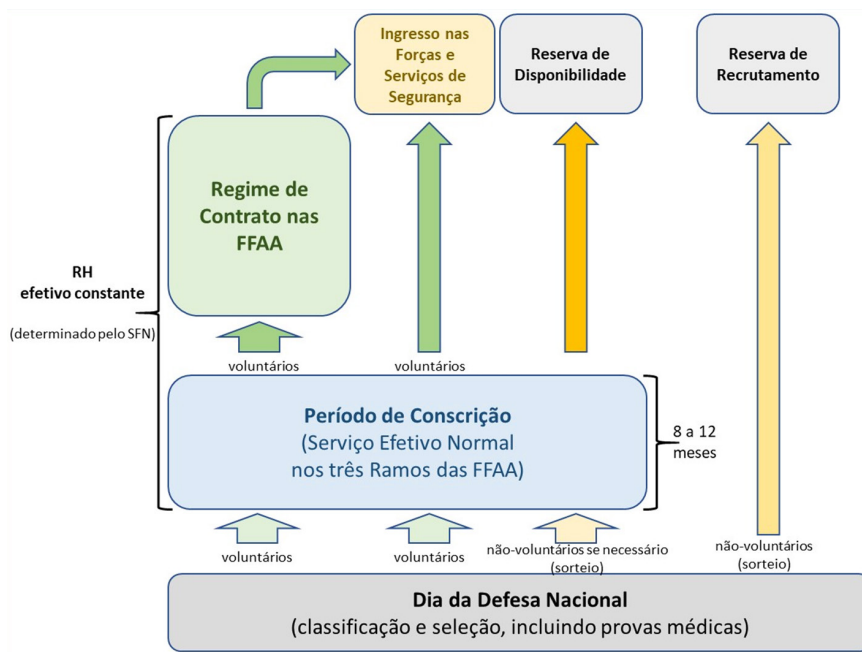 Ingresso nas
Forças e
Serviços de
Segurança
Reserva de
Disponibilidade
Reserva de
Recrutamento
Regime de
Contrato nas
FFAA
RH
efetivo constante
(determinado pelo SFN)
voluntários
voluntários
Período de Conscrição
(Serviço Efetivo Normal
nos três Ramos das FFAA)
8 a 12
meses
voluntários
voluntários
não-voluntários se necessário
(sorteio)
não-voluntários
(sorteio)
Dia da Defesa Nacional
(classificação e seleção, incluindo provas médicas)